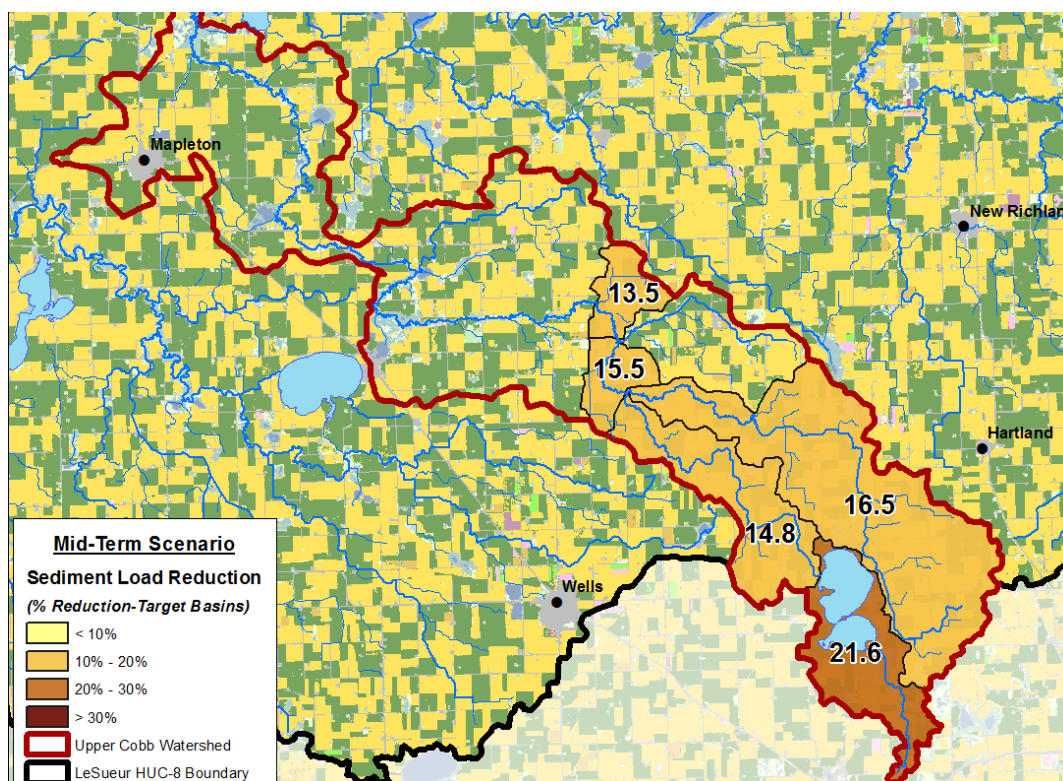 Mapleton
New Richlan
13.5
15.5
Hartland
16.5
14.8
Wells
21.6
Mid-Term Scenario
Sediment Load Reduction
(% Reduction-Target Basins)
< 10%
10% - 20%
20% - 30%
> 30%
Upper Cobb Watershed
LeSueur HUC-8 Boundary